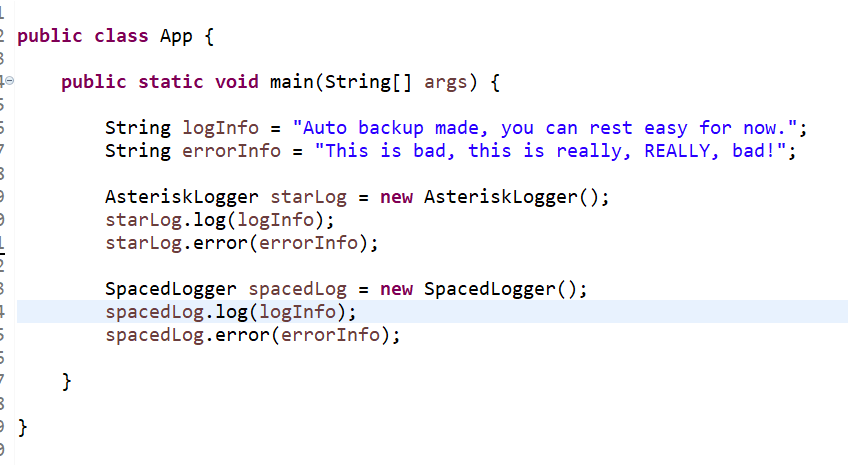 public class App {
public static void main(String[] args) {
String logInfo = "Auto backup made, you can rest easy for now.";
String errorInfo = "This is bad, this is really, REALLY, bad!";
AsteriskLogger starLog = new AsteriskLogger();
starLog.log(logInfo);
starLog.error(errorInfo);
SpacedLogger spacedLog = new SpacedLogger();
spacedLog.log(logInfo);
spacedLog.error(errorInfo);
}
}